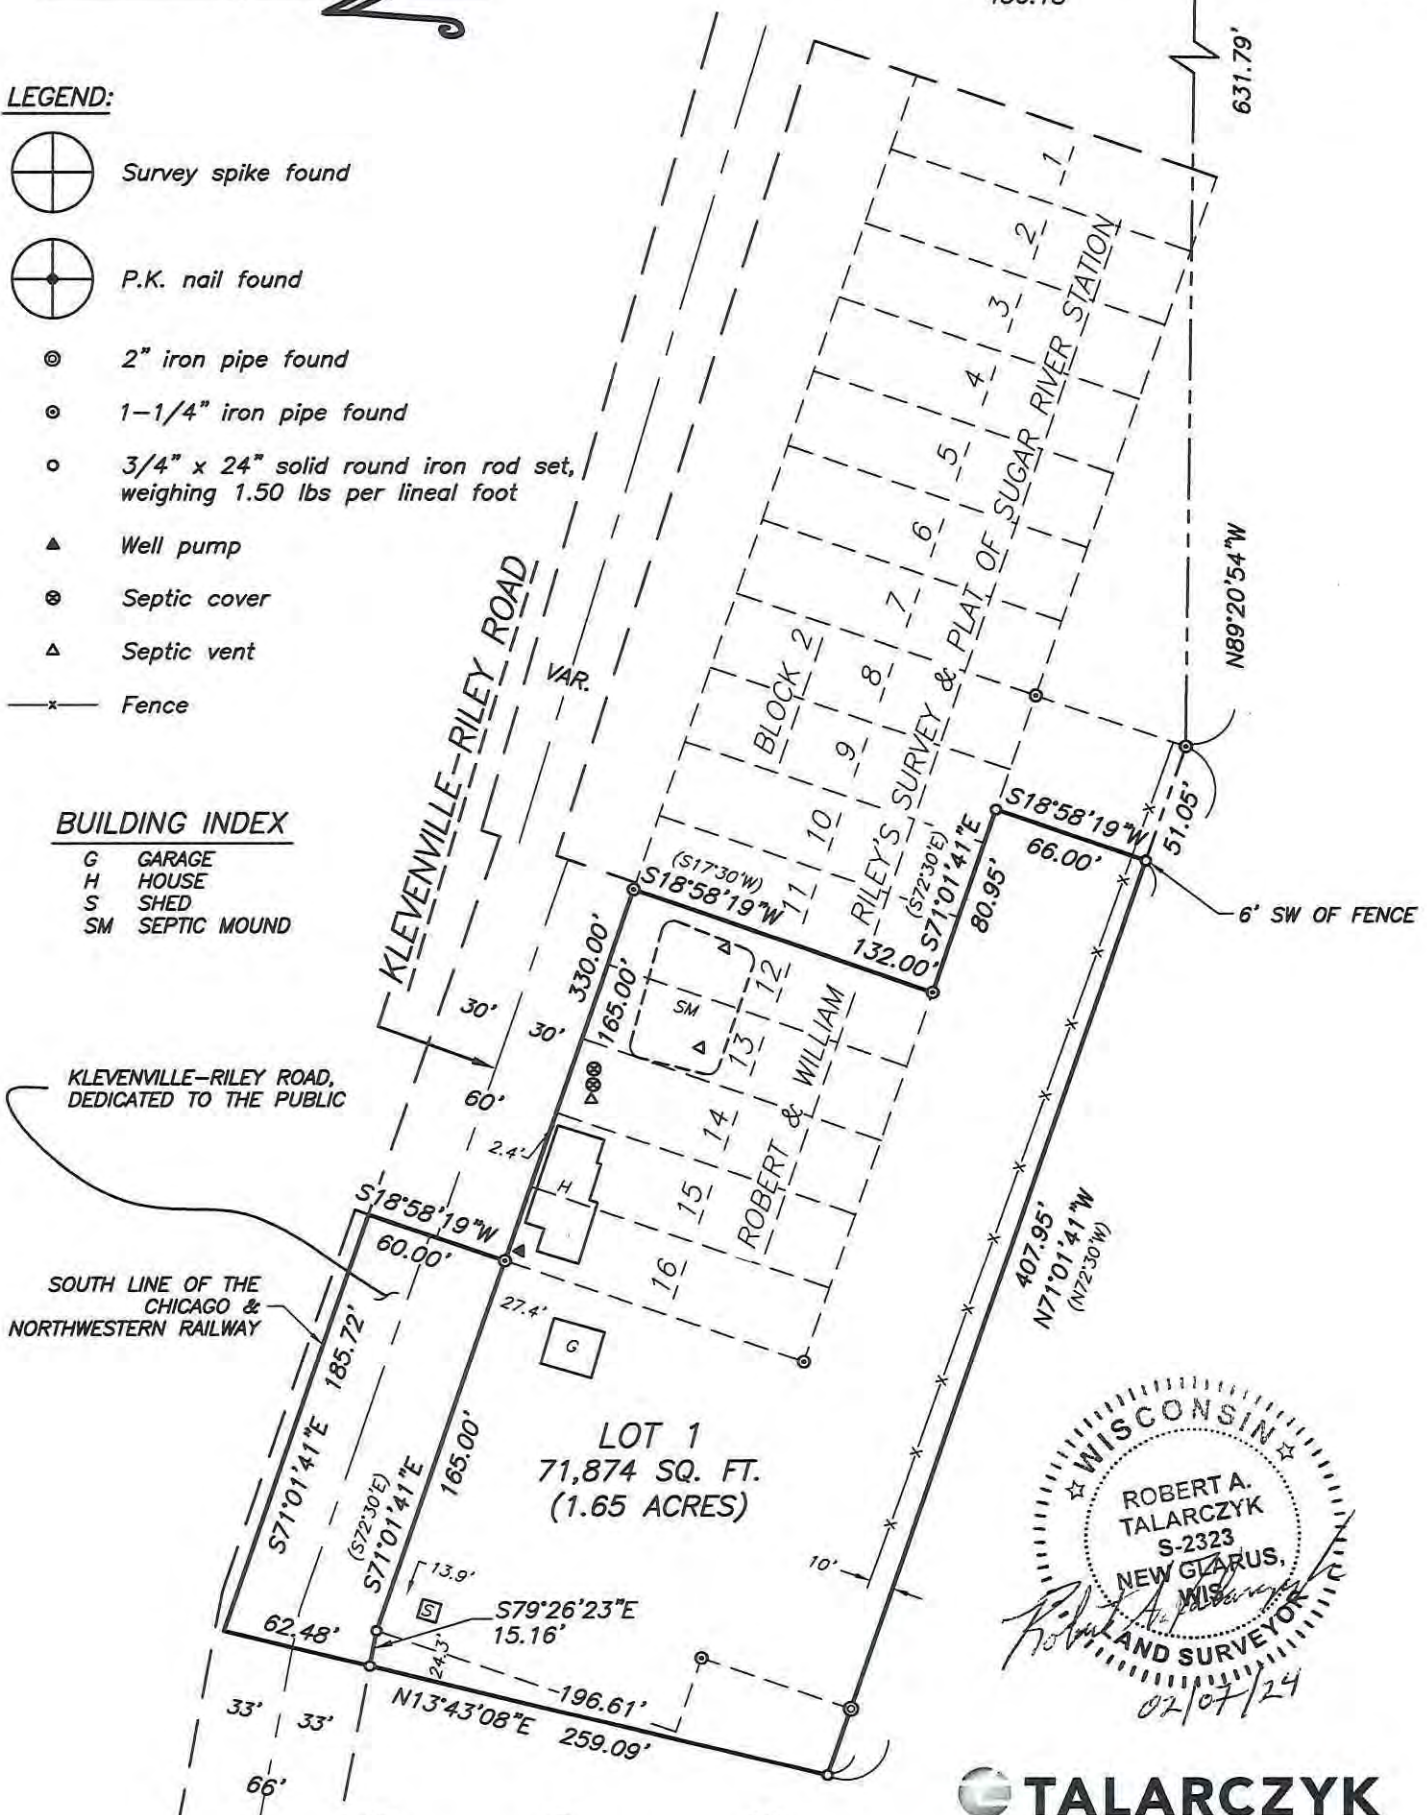 631.79'
LEGEND:
Survey spike found
P.K. nail found
2" iron pipe found
1-1/4" iron pipe found
3/4" x 24" solid round iron rod set,
weighing 1.50 lbs per lineal foot
Well pump
Septic cover
Septic vent
Fence
BUILDING INDEX
G GARAGE
H HOUSE
S SHED
SM SEPTIC MOUND
KLEVENVILLE-RILEY ROAD
VAR.
1
2
3
4
5
6
7
8
9
10
11
12
13
14
15
16
BLOCK 2
RILEY'S SURVEY & PLAT OF SUGAR RIVER STATION
ROBERT & WILLIAM
N89°20'54"W
51.05'
S18°58'19"W
66.00'
6' SW OF FENCE
(S72°30'E)
S71°01'41"E
80.95'
(S17°30'W)
S18°58'19"W
132.00'
330.00'
165.00'
SM
30'
30'
60'
2.4'
H
KLEVENVILLE-RILEY ROAD,
DEDICATED TO THE PUBLIC
S18°58'19"W
60.00'
SOUTH LINE OF THE
CHICAGO &
NORTHWESTERN RAILWAY
27.4'
G
407.95'
N71°01'41"W
(N72°30'W)
185.72'
S71°01'41"E
165.00'
(S72°30'E)
S71°01'41"E
LOT 1
71,874 SQ. FT.
(1.65 ACRES)
10'
13.9'
S
S79°26'23"E
15.16'
24.3'
62.48'
196.61'
N13°43'08"E 259.09'
33'
33'
66'
WISCONSIN
ROBERT A.
TALARCZYK
S-2323
NEW GLARUS,
WIS.
LAND SURVEYOR
Robert A. Talarczyk
02/07/24
TALARCZYK